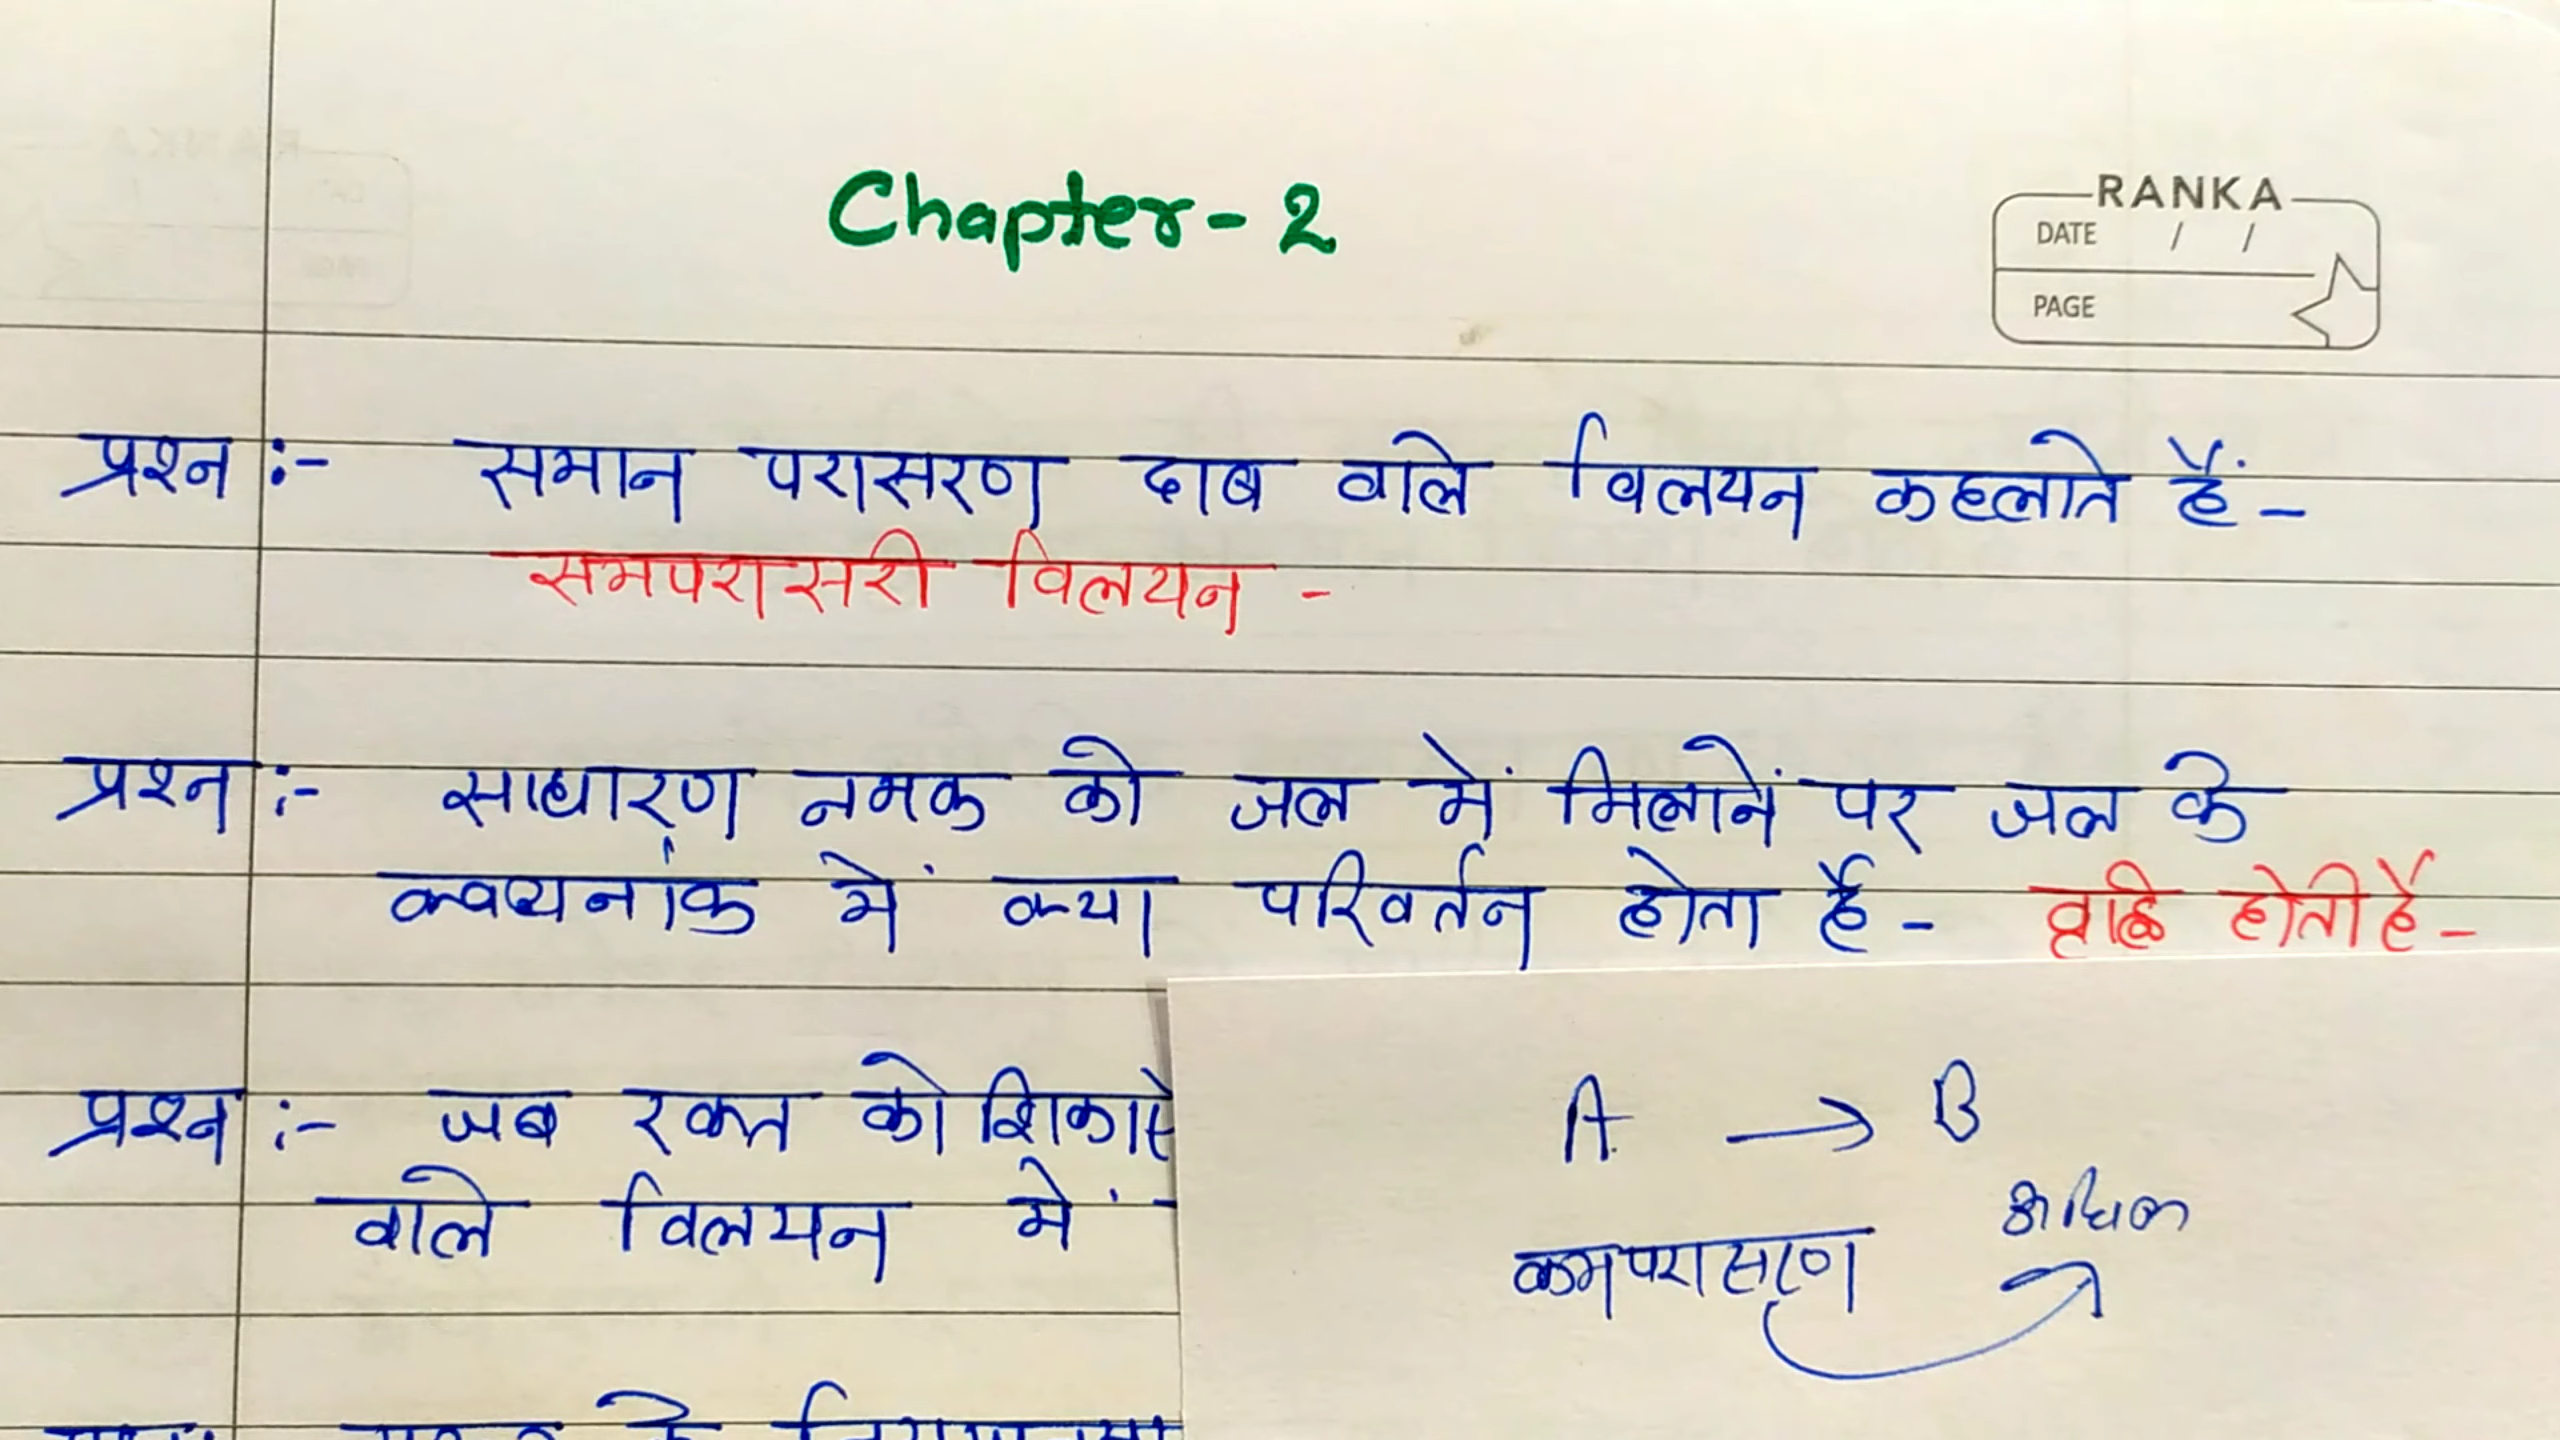 Chapter - 2
RANKA
DATE / /
PAGE
प्रश्न :- समान परासरण दाब वाले विलयन कहलाते हैं -
समपरासरी विलयन -
प्रश्न :- साधारण नमक को जल में मिलानें पर जल के
क्वथनांक में क्या परिवर्तन होता है - वृद्धि होती है -
प्रश्न :- जब रक्त को शिका
वाले विलयन में
A → B
अधिक
कमपरासरण